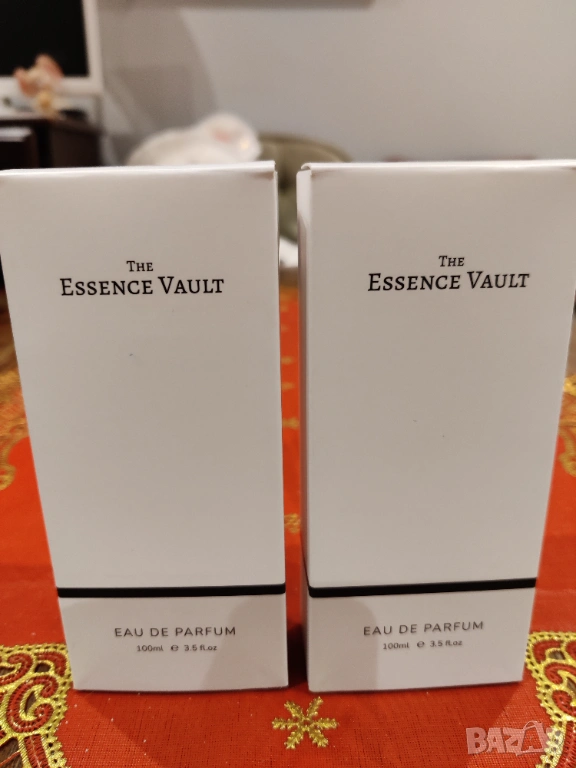 The
Essence Vault
EAU DE PARFUM
100ml e 3.5 fl.oz
The
Essence Vault
EAU DE PARFUM
100ml e 3.5 fl.oz
BAZAR